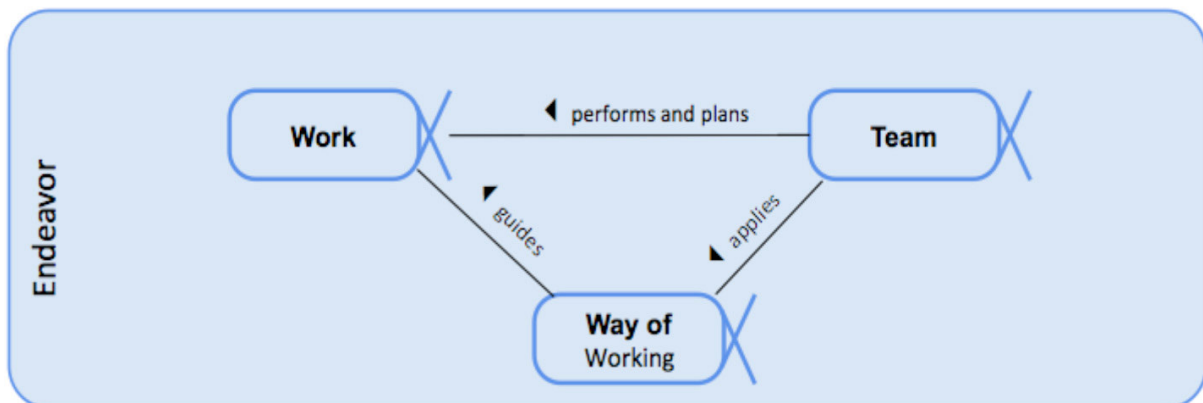 Endeavor
Work
performs and plans
Team
guides
applies
Way of
Working